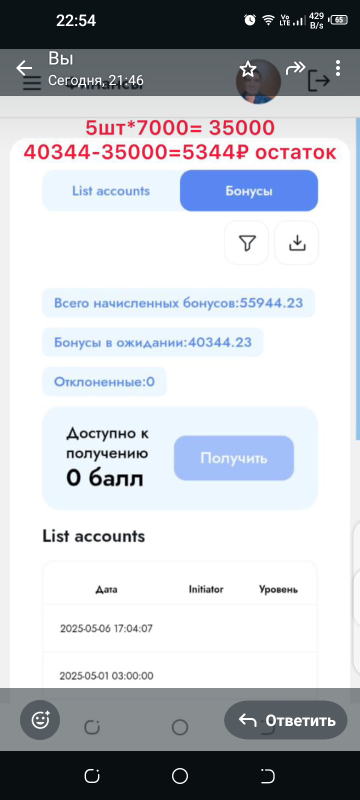 22:54
Vo
LTE
429
B/s
65
Вы
Сегодня, 21:46
5шт*7000= 35000
40344-35000=5344₽ остаток
List accounts
Бонусы
Всего начисленных бонусов:55944.23
Бонусы в ожидании:40344.23
Отклоненные:0
Доступно к
получению
0 балл
Получить
List accounts
Дата
Initiator
Уровень
2025-05-06 17:04:07
2025-05-01 03:00:00
Ответить